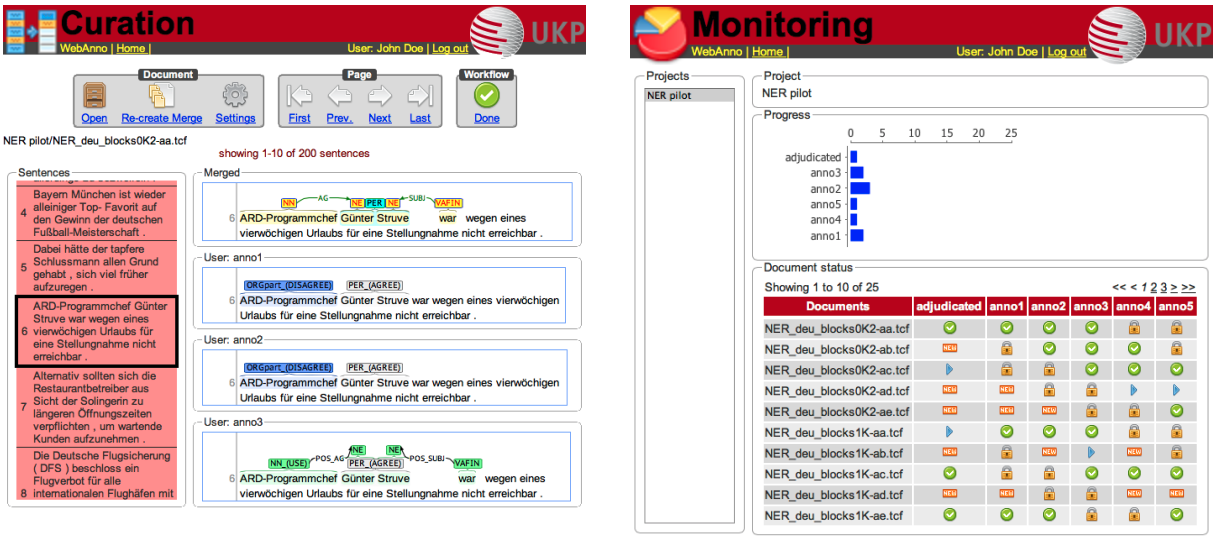 Curation
UKP
WebAnno | Home |
User: John Doe | Log out
Document
Page
Workflow
Open
Re-create Merge
Settings
First
Prev.
Next
Last
Done
NER pilot/NER_deu_blocks0K2-aa.tcf
showing 1-10 of 200 sentences
Sentences
4
Bayern München ist wieder
alleiniger Top- Favorit auf
den Gewinn der deutschen
Fußball-Meisterschaft .
5
Dabei hätte der tapfere
Schlussmann allen Grund
gehabt , sich viel früher
aufzuregen .
6
ARD-Programmchef Günter
Struve war wegen eines
vierwöchigen Urlaubs für
eine Stellungnahme nicht
erreichbar .
7
Alternativ sollten sich die
Restaurantbetreiber aus
Sicht der Solingerin zu
längeren Öffnungszeiten
verpflichten , um wartende
Kunden aufzunehmen .
8
Die Deutsche Flugsicherung
( DFS ) beschloss ein
Flugverbot für alle
internationalen Flughäfen mit
Merged
AG SUBJ
NN NE PER NE VAFIN
6 ARD-Programmchef Günter Struve war wegen eines
vierwöchigen Urlaubs für eine Stellungnahme nicht erreichbar .
User: anno1
ORGpart_(DISAGREE) PER_(AGREE)
6 ARD-Programmchef Günter Struve war wegen eines vierwöchigen
Urlaubs für eine Stellungnahme nicht erreichbar .
User: anno2
ORGpart_(DISAGREE) PER_(AGREE)
6 ARD-Programmchef Günter Struve war wegen eines vierwöchigen
Urlaubs für eine Stellungnahme nicht erreichbar .
User: anno3
NE NE
POS_AG POS_SUBJ
NN_(USE) PER_(AGREE) VAFIN
6 ARD-Programmchef Günter Struve war wegen eines
vierwöchigen Urlaubs für eine Stellungnahme nicht erreichbar .
Monitoring
UKP
WebAnno | Home |
User: John Doe | Log out
Projects
NER pilot
Project
NER pilot
Progress
0 5 10 15 20 25
adjudicated
anno3
anno2
anno5
anno4
anno1
Document status
Showing 1 to 10 of 25
<< < 1 2 3 > >>
Documents adjudicated anno1 anno2 anno3 anno4 anno5
NER_deu_blocks0K2-aa.tcf
NER_deu_blocks0K2-ab.tcf NEW
NER_deu_blocks0K2-ac.tcf
NER_deu_blocks0K2-ad.tcf NEW NEW
NER_deu_blocks0K2-ae.tcf NEW NEW NEW
NER_deu_blocks1K-aa.tcf
NER_deu_blocks1K-ab.tcf NEW NEW
NER_deu_blocks1K-ac.tcf
NER_deu_blocks1K-ad.tcf NEW NEW NEW NEW
NER_deu_blocks1K-ae.tcf